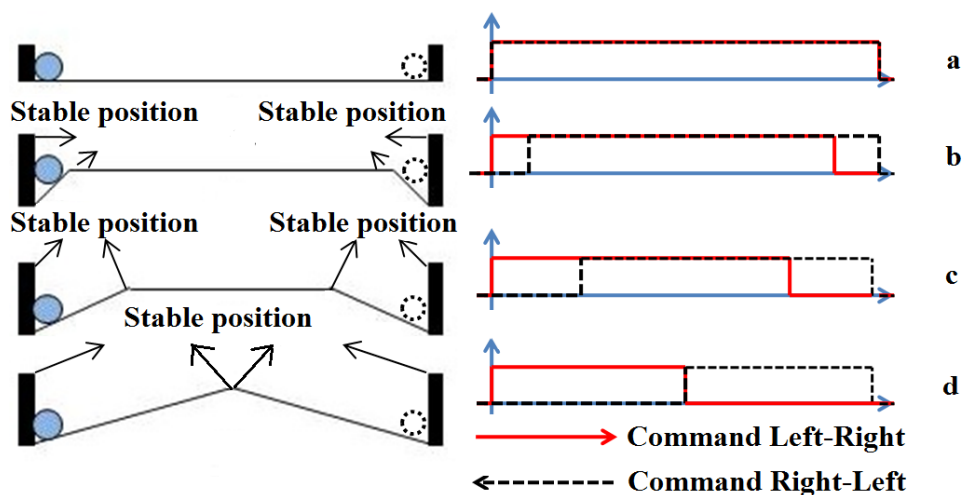 a
Stable position Stable position
b
Stable position Stable position
c
Stable position
d
Command Left-Right
Command Right-Left